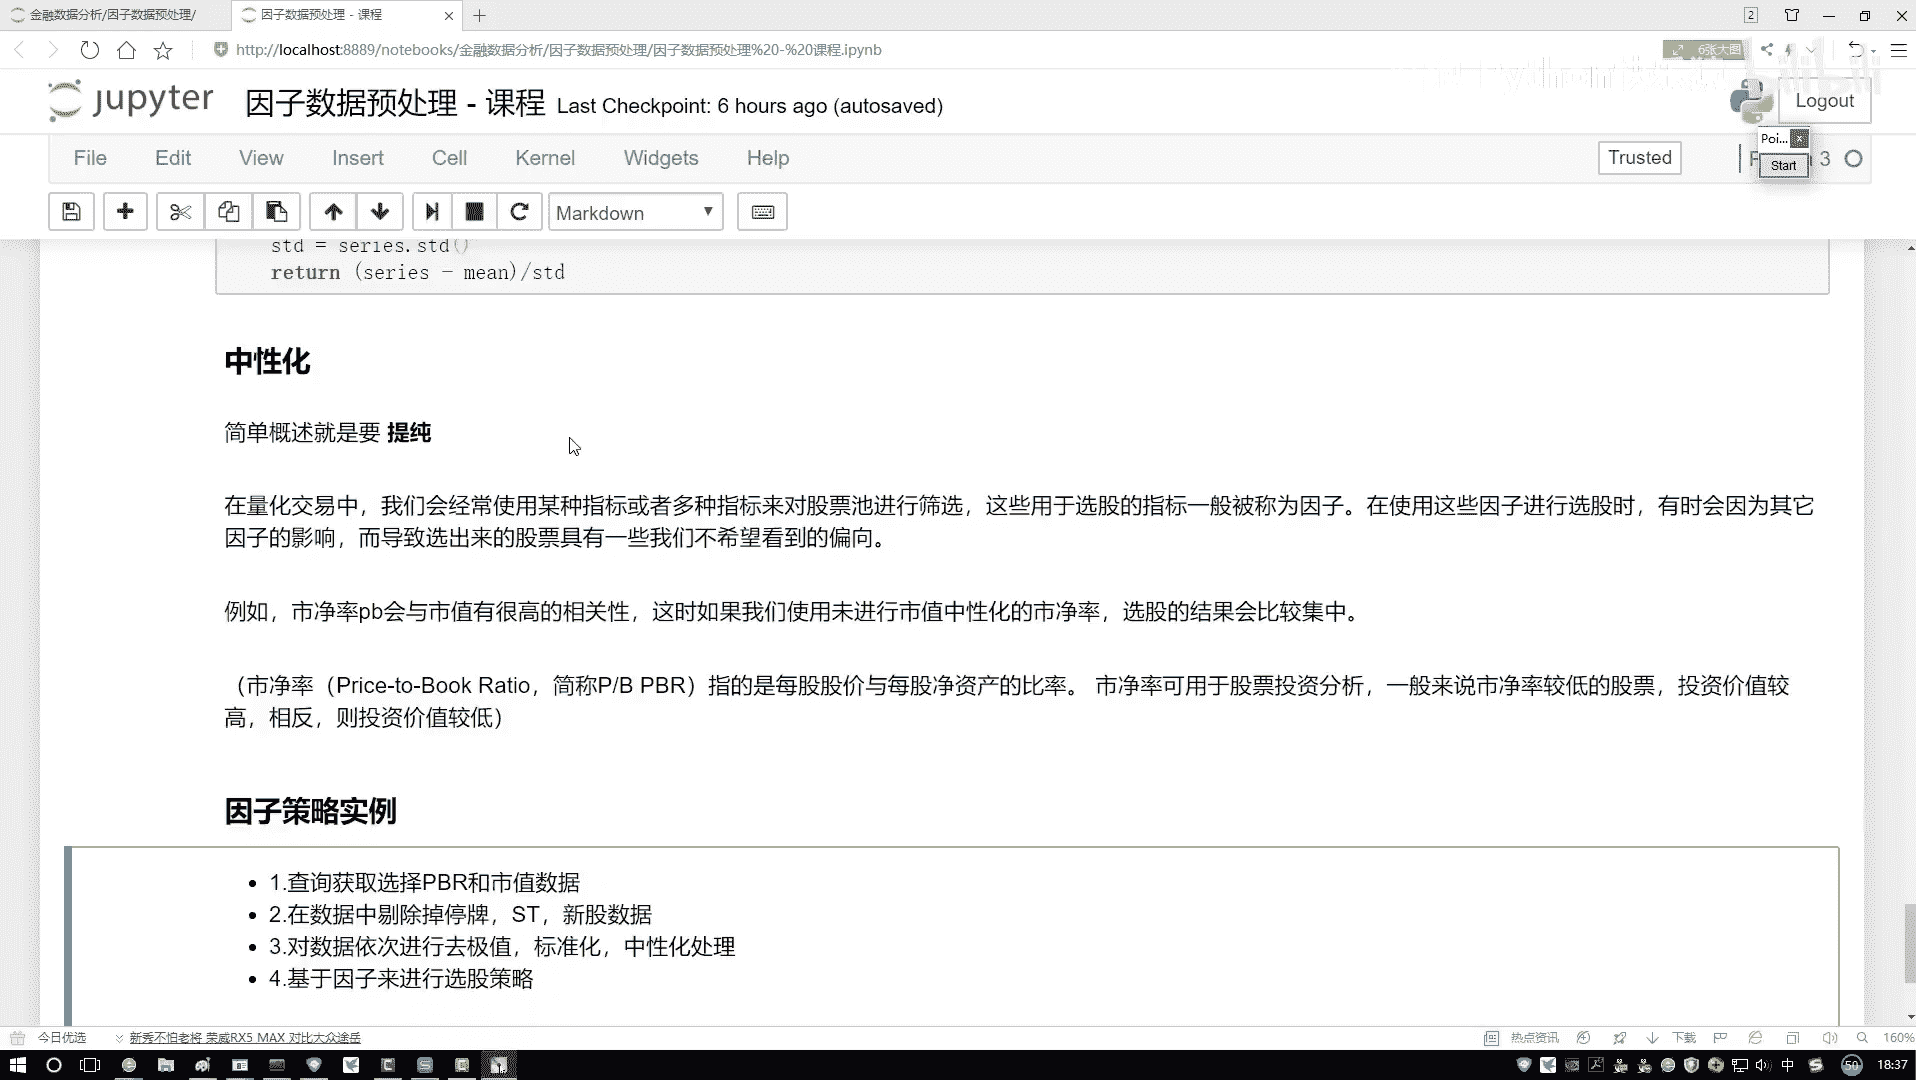 金融数据分析/因子数据预处理/
因子数据预处理 - 课程
2
http://localhost:8889/notebooks/金融数据分析/因子数据预处理/因子数据预处理%20-%20课程.ipynb
6张大图
bilibili
jupyter
因子数据预处理 - 课程 Last Checkpoint: 6 hours ago (autosaved)
Logout
Poi...
File Edit View Insert Cell Kernel Widgets Help
Trusted
Start
3
Markdown
std = series.std()
return (series - mean)/std
中性化
简单概述就是要 提纯
在量化交易中，我们会经常使用某种指标或者多种指标来对股票池进行筛选，这些用于选股的指标一般被称为因子。在使用这些因子进行选股时，有时会因为其它
因子的影响，而导致选出来的股票具有一些我们不希望看到的偏向。
例如，市净率pb会与市值有很高的相关性，这时如果我们使用未进行市值中性化的市净率，选股的结果会比较集中。
（市净率（Price-to-Book Ratio，简称P/B PBR）指的是每股股价与每股净资产的比率。 市净率可用于股票投资分析，一般来说市净率较低的股票，投资价值较
高，相反，则投资价值较低）
因子策略实例
• 1.查询获取选择PBR和市值数据
• 2.在数据中剔除掉停牌，ST，新股数据
• 3.对数据依次进行去极值，标准化，中性化处理
• 4.基于因子来进行选股策略
今日优选
新秀不怕老将 荣威RX5 MAX 对比大众途岳
热点资讯
下载
160%
中
50
18:37